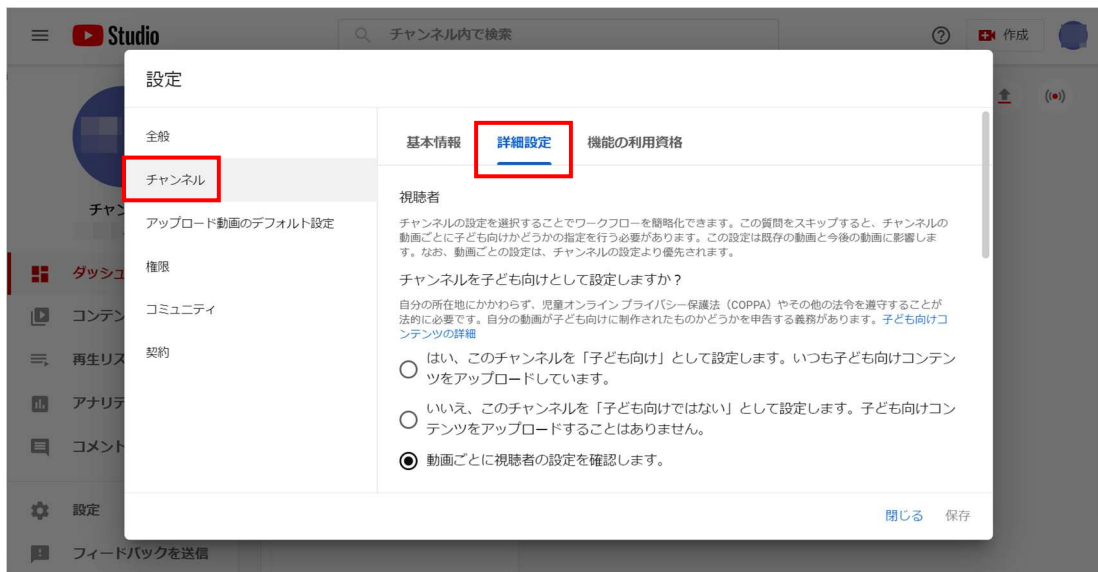 Studio
チャンネル内で検索
作成
設定
全般
チャンネル
アップロード動画のデフォルト設定
権限
コミュニティ
契約
基本情報
詳細設定
機能の利用資格
視聴者
チャンネルの設定を選択することでワークフローを簡略化できます。この質問をスキップすると、チャンネルの
動画ごとに子ども向けかどうかの指定を行う必要があります。この設定は既存の動画と今後の動画に影響しま
す。なお、動画ごとの設定は、チャンネルの設定より優先されます。
チャンネルを子ども向けとして設定しますか？
自分の所在地にかかわらず、児童オンライン プライバシー保護法（COPPA）やその他の法令を遵守することが
法的に必要です。自分の動画が子ども向けに制作されたものかどうかを申告する義務があります。子ども向けコ
ンテンツの詳細
はい、このチャンネルを「子ども向け」として設定します。いつも子ども向けコンテン
ツをアップロードしています。
いいえ、このチャンネルを「子ども向けではない」として設定します。子ども向けコン
テンツをアップロードすることはありません。
動画ごとに視聴者の設定を確認します。
閉じる
保存
チャン
ダッシュ
コンテン
再生リス
アナリテ
コメント
設定
フィードバックを送信